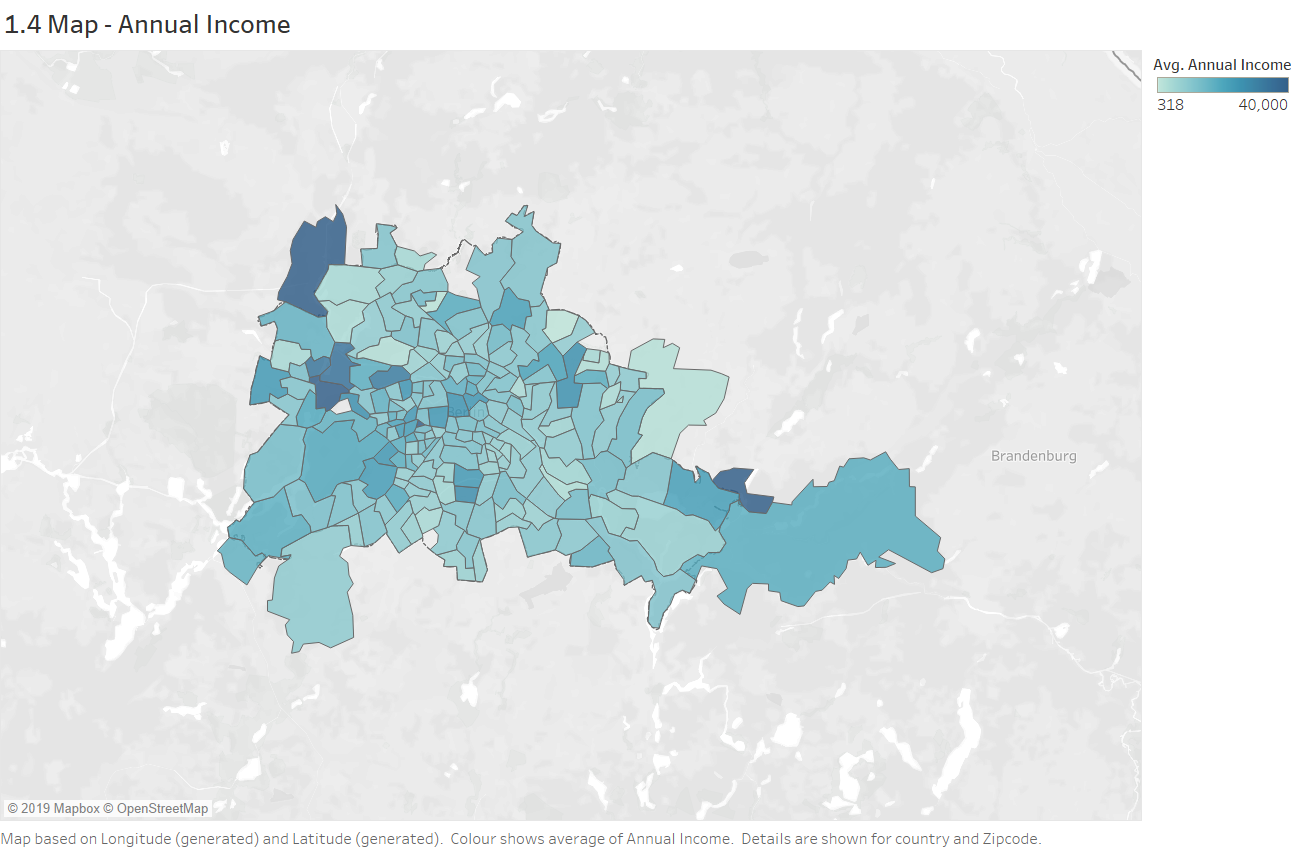 1.4 Map - Annual Income
Avg. Annual Income
318 40,000
Berlin
Brandenburg
© 2019 Mapbox © OpenStreetMap
Map based on Longitude (generated) and Latitude (generated). Colour shows average of Annual Income. Details are shown for country and Zipcode.